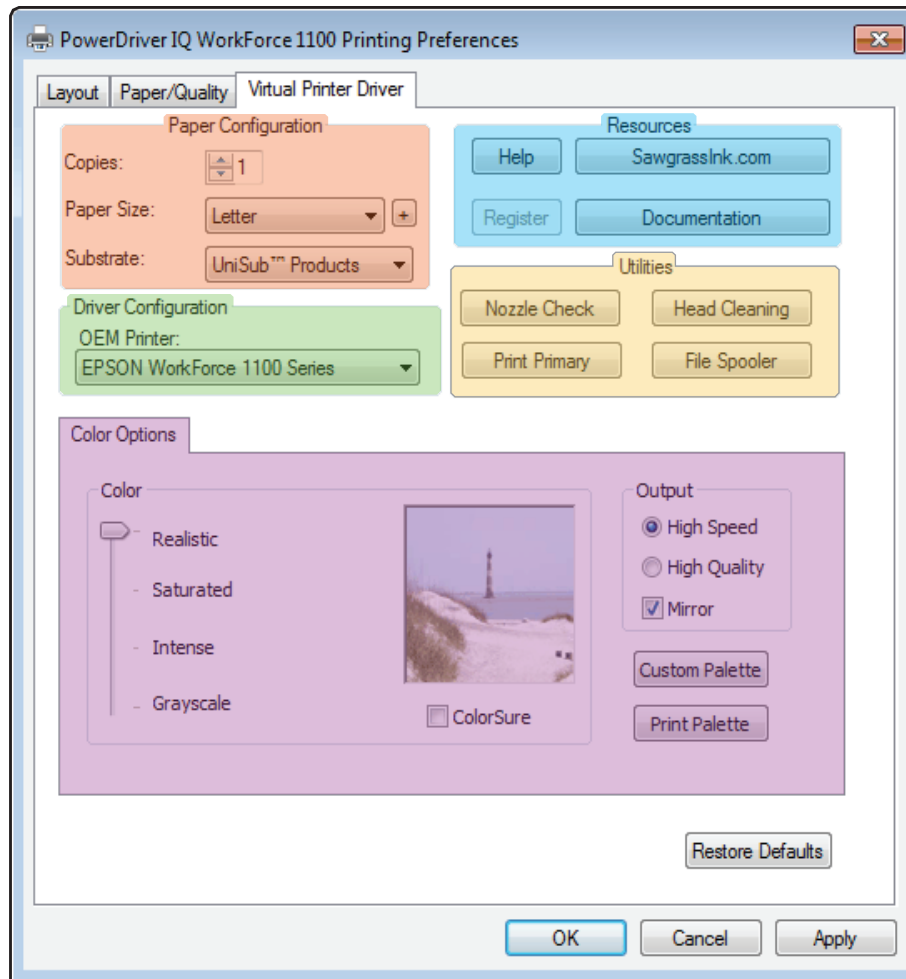 PowerDriver IQ WorkForce 1100 Printing Preferences
Layout Paper/Quality Virtual Printer Driver
Paper Configuration
Copies: 1
Paper Size: Letter +
Substrate: UniSub™ Products
Driver Configuration
OEM Printer:
EPSON WorkForce 1100 Series
Resources
Help SawgrassInk.com
Register Documentation
Utilities
Nozzle Check Head Cleaning
Print Primary File Spooler
Color Options
Color
Realistic
Saturated
Intense
Grayscale
ColorSure
Output
High Speed
High Quality
Mirror
Custom Palette
Print Palette
Restore Defaults
OK Cancel Apply